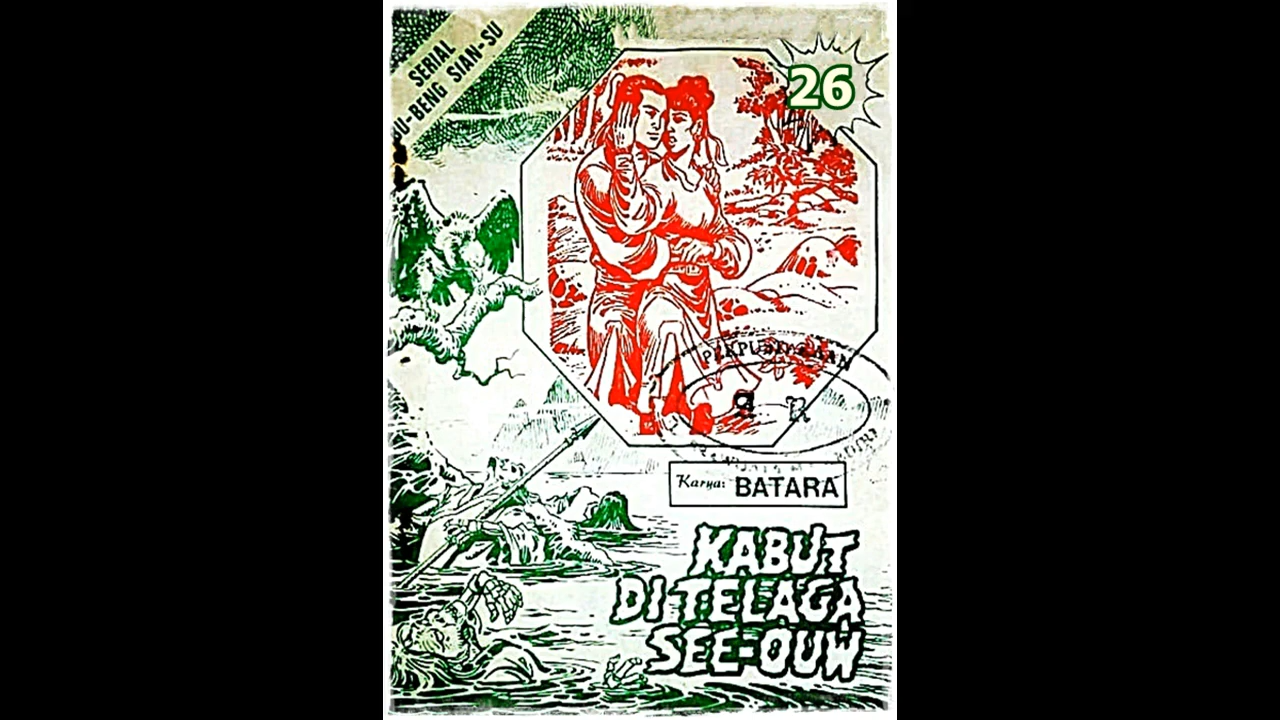 SERIAL
BU-BENG SIAN-SU
26
Karya: BATARA
KABUT
DI TELAGA
SEE-OUW